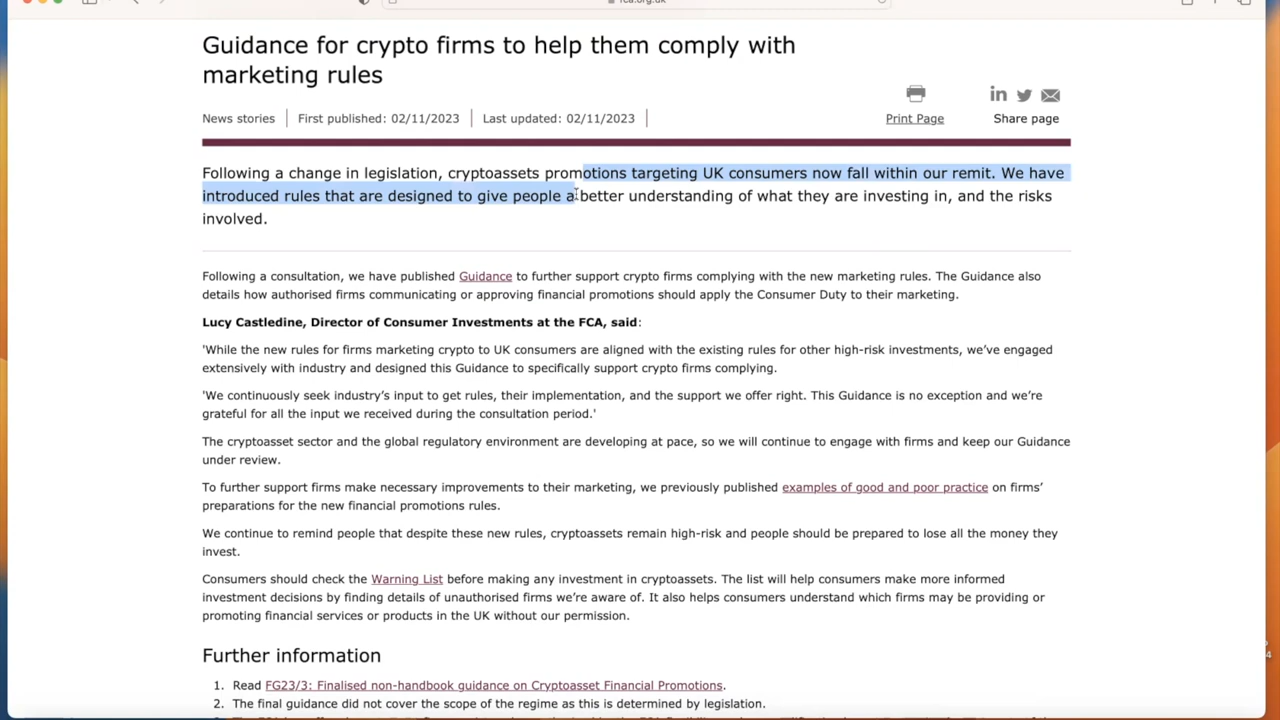 Guidance for crypto firms to help them comply with
marketing rules
News stories
First published: 02/11/2023
Last updated: 02/11/2023
Print Page
Share page
Following a change in legislation, cryptoassets promotions targeting UK consumers now fall within our remit. We have
introduced rules that are designed to give people a better understanding of what they are investing in, and the risks
involved.
Following a consultation, we have published Guidance to further support crypto firms complying with the new marketing rules. The Guidance also
details how authorised firms communicating or approving financial promotions should apply the Consumer Duty to their marketing.
Lucy Castledine, Director of Consumer Investments at the FCA, said:
'While the new rules for firms marketing crypto to UK consumers are aligned with the existing rules for other high-risk investments, we've engaged
extensively with industry and designed this Guidance to specifically support crypto firms complying.
'We continuously seek industry's input to get rules, their implementation, and the support we offer right. This Guidance is no exception and we're
grateful for all the input we received during the consultation period.'
The cryptoasset sector and the global regulatory environment are developing at pace, so we will continue to engage with firms and keep our Guidance
under review.
To further support firms make necessary improvements to their marketing, we previously published examples of good and poor practice on firms'
preparations for the new financial promotions rules.
We continue to remind people that despite these new rules, cryptoassets remain high-risk and people should be prepared to lose all the money they
invest.
Consumers should check the Warning List before making any investment in cryptoassets. The list will help consumers make more informed
investment decisions by finding details of unauthorised firms we're aware of. It also helps consumers understand which firms may be providing or
promoting financial services or products in the UK without our permission.
Further information
1. Read FG23/3: Finalised non-handbook guidance on Cryptoasset Financial Promotions.
2. The final guidance did not cover the scope of the regime as this is determined by legislation.